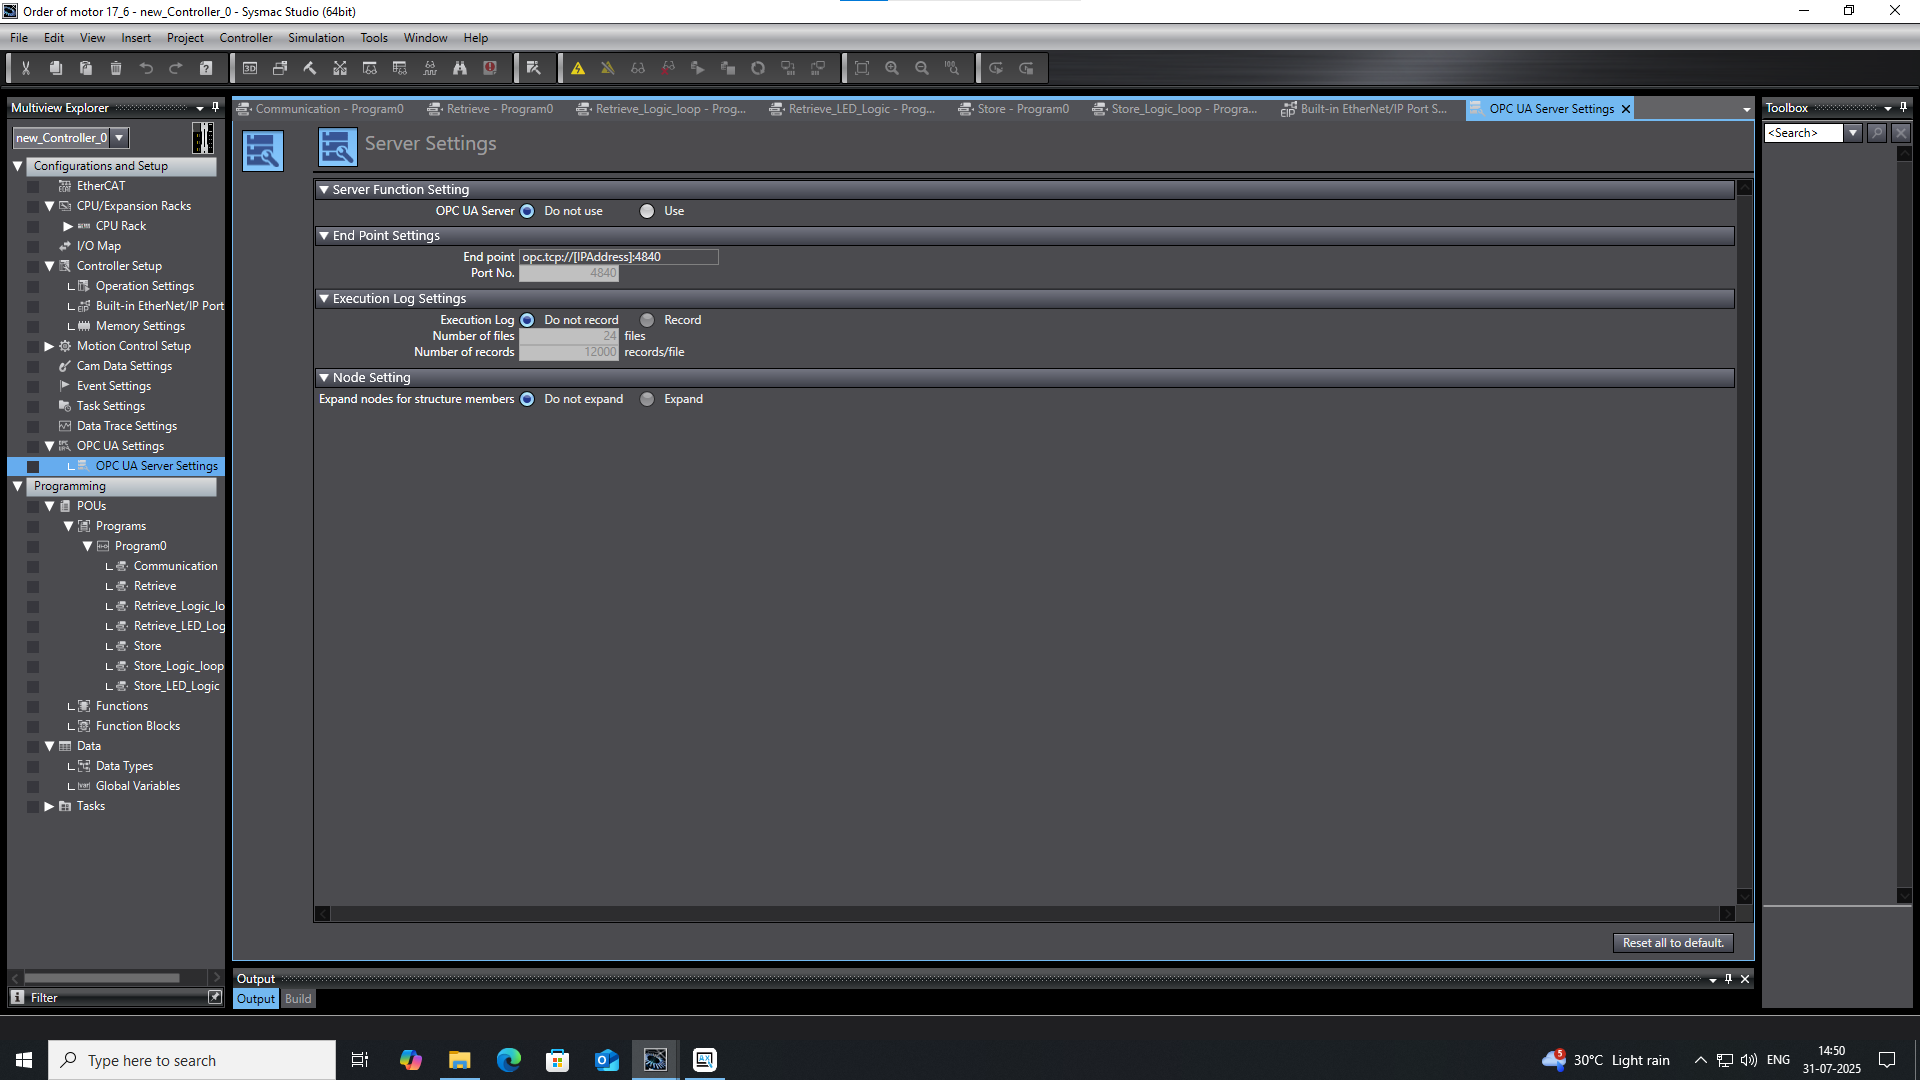 Order of motor 17_6 - new_Controller_0 - Sysmac Studio (64bit)
File Edit View Insert Project Controller Simulation Tools Window Help
Multiview Explorer
new_Controller_0
Configurations and Setup
EtherCAT
CPU/Expansion Racks
CPU Rack
I/O Map
Controller Setup
Operation Settings
Built-in EtherNet/IP Port
Memory Settings
Motion Control Setup
Cam Data Settings
Event Settings
Task Settings
Data Trace Settings
OPC UA Settings
OPC UA Server Settings
Programming
POUs
Programs
Program0
Communication
Retrieve
Retrieve_Logic_lo
Retrieve_LED_Log
Store
Store_Logic_loop
Store_LED_Logic
Functions
Function Blocks
Data
Data Types
Global Variables
Tasks
Filter
Communication - Program0 Retrieve - Program0 Retrieve_Logic_loop - Prog... Retrieve_LED_Logic - Prog... Store - Program0 Store_Logic_loop - Progra... Built-in EtherNet/IP Port S... OPC UA Server Settings
Server Settings
Server Function Setting
OPC UA Server Do not use Use
End Point Settings
End point opc.tcp://[IPAddress]:4840
Port No. 4840
Execution Log Settings
Execution Log Do not record Record
Number of files 24 files
Number of records 12000 records/file
Node Setting
Expand nodes for structure members Do not expand Expand
Reset all to default.
Output
Output Build
Toolbox
<Search>
Type here to search
30°C Light rain
ENG
14:50
31-07-2025